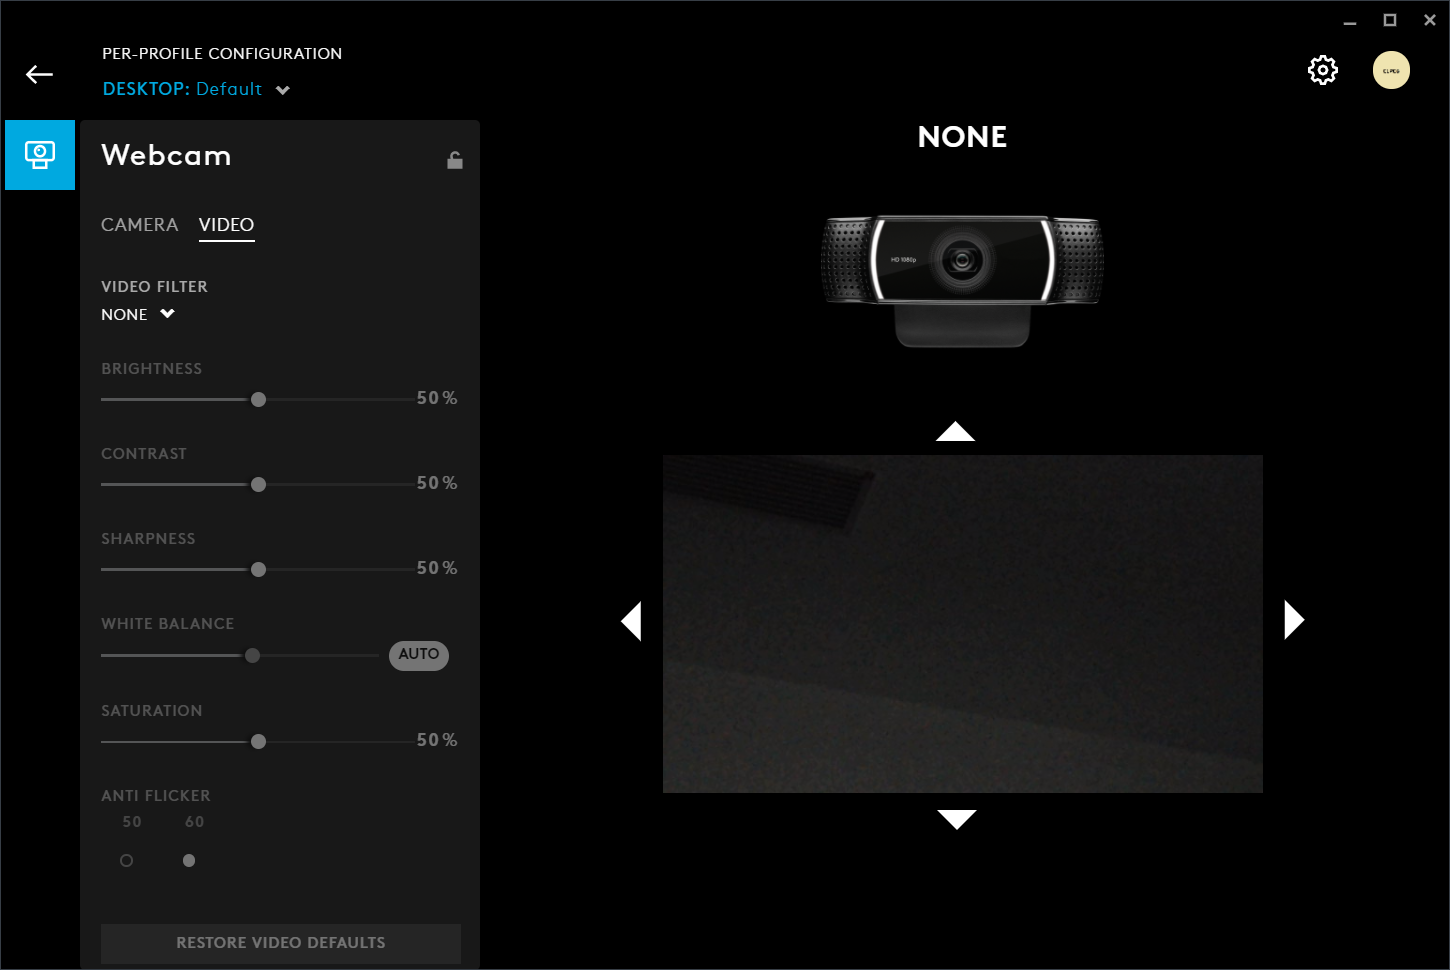 PER-PROFILE CONFIGURATION
DESKTOP: Default
CLPCG
Webcam
CAMERA VIDEO
VIDEO FILTER
NONE
BRIGHTNESS
50 %
CONTRAST
50 %
SHARPNESS
50 %
WHITE BALANCE
AUTO
SATURATION
50 %
ANTI FLICKER
50 60
RESTORE VIDEO DEFAULTS
NONE
HD 1080p